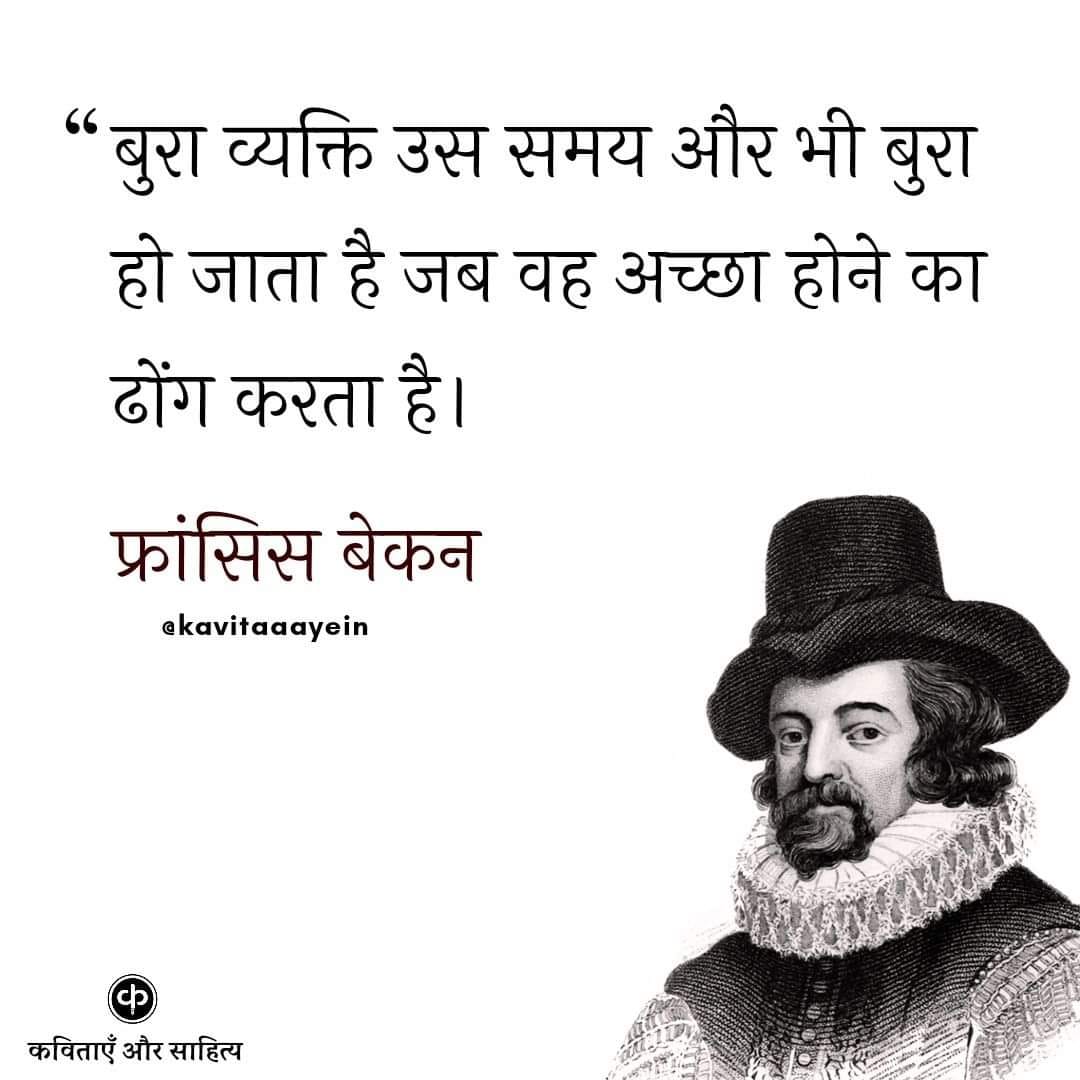 “ बुरा व्यक्ति उस समय और भी बुरा
हो जाता है जब वह अच्छा होने का
ढोंग करता है।
फ्रांसिस बेकन
@kavitaaayein
क
कविताएँ और साहित्य